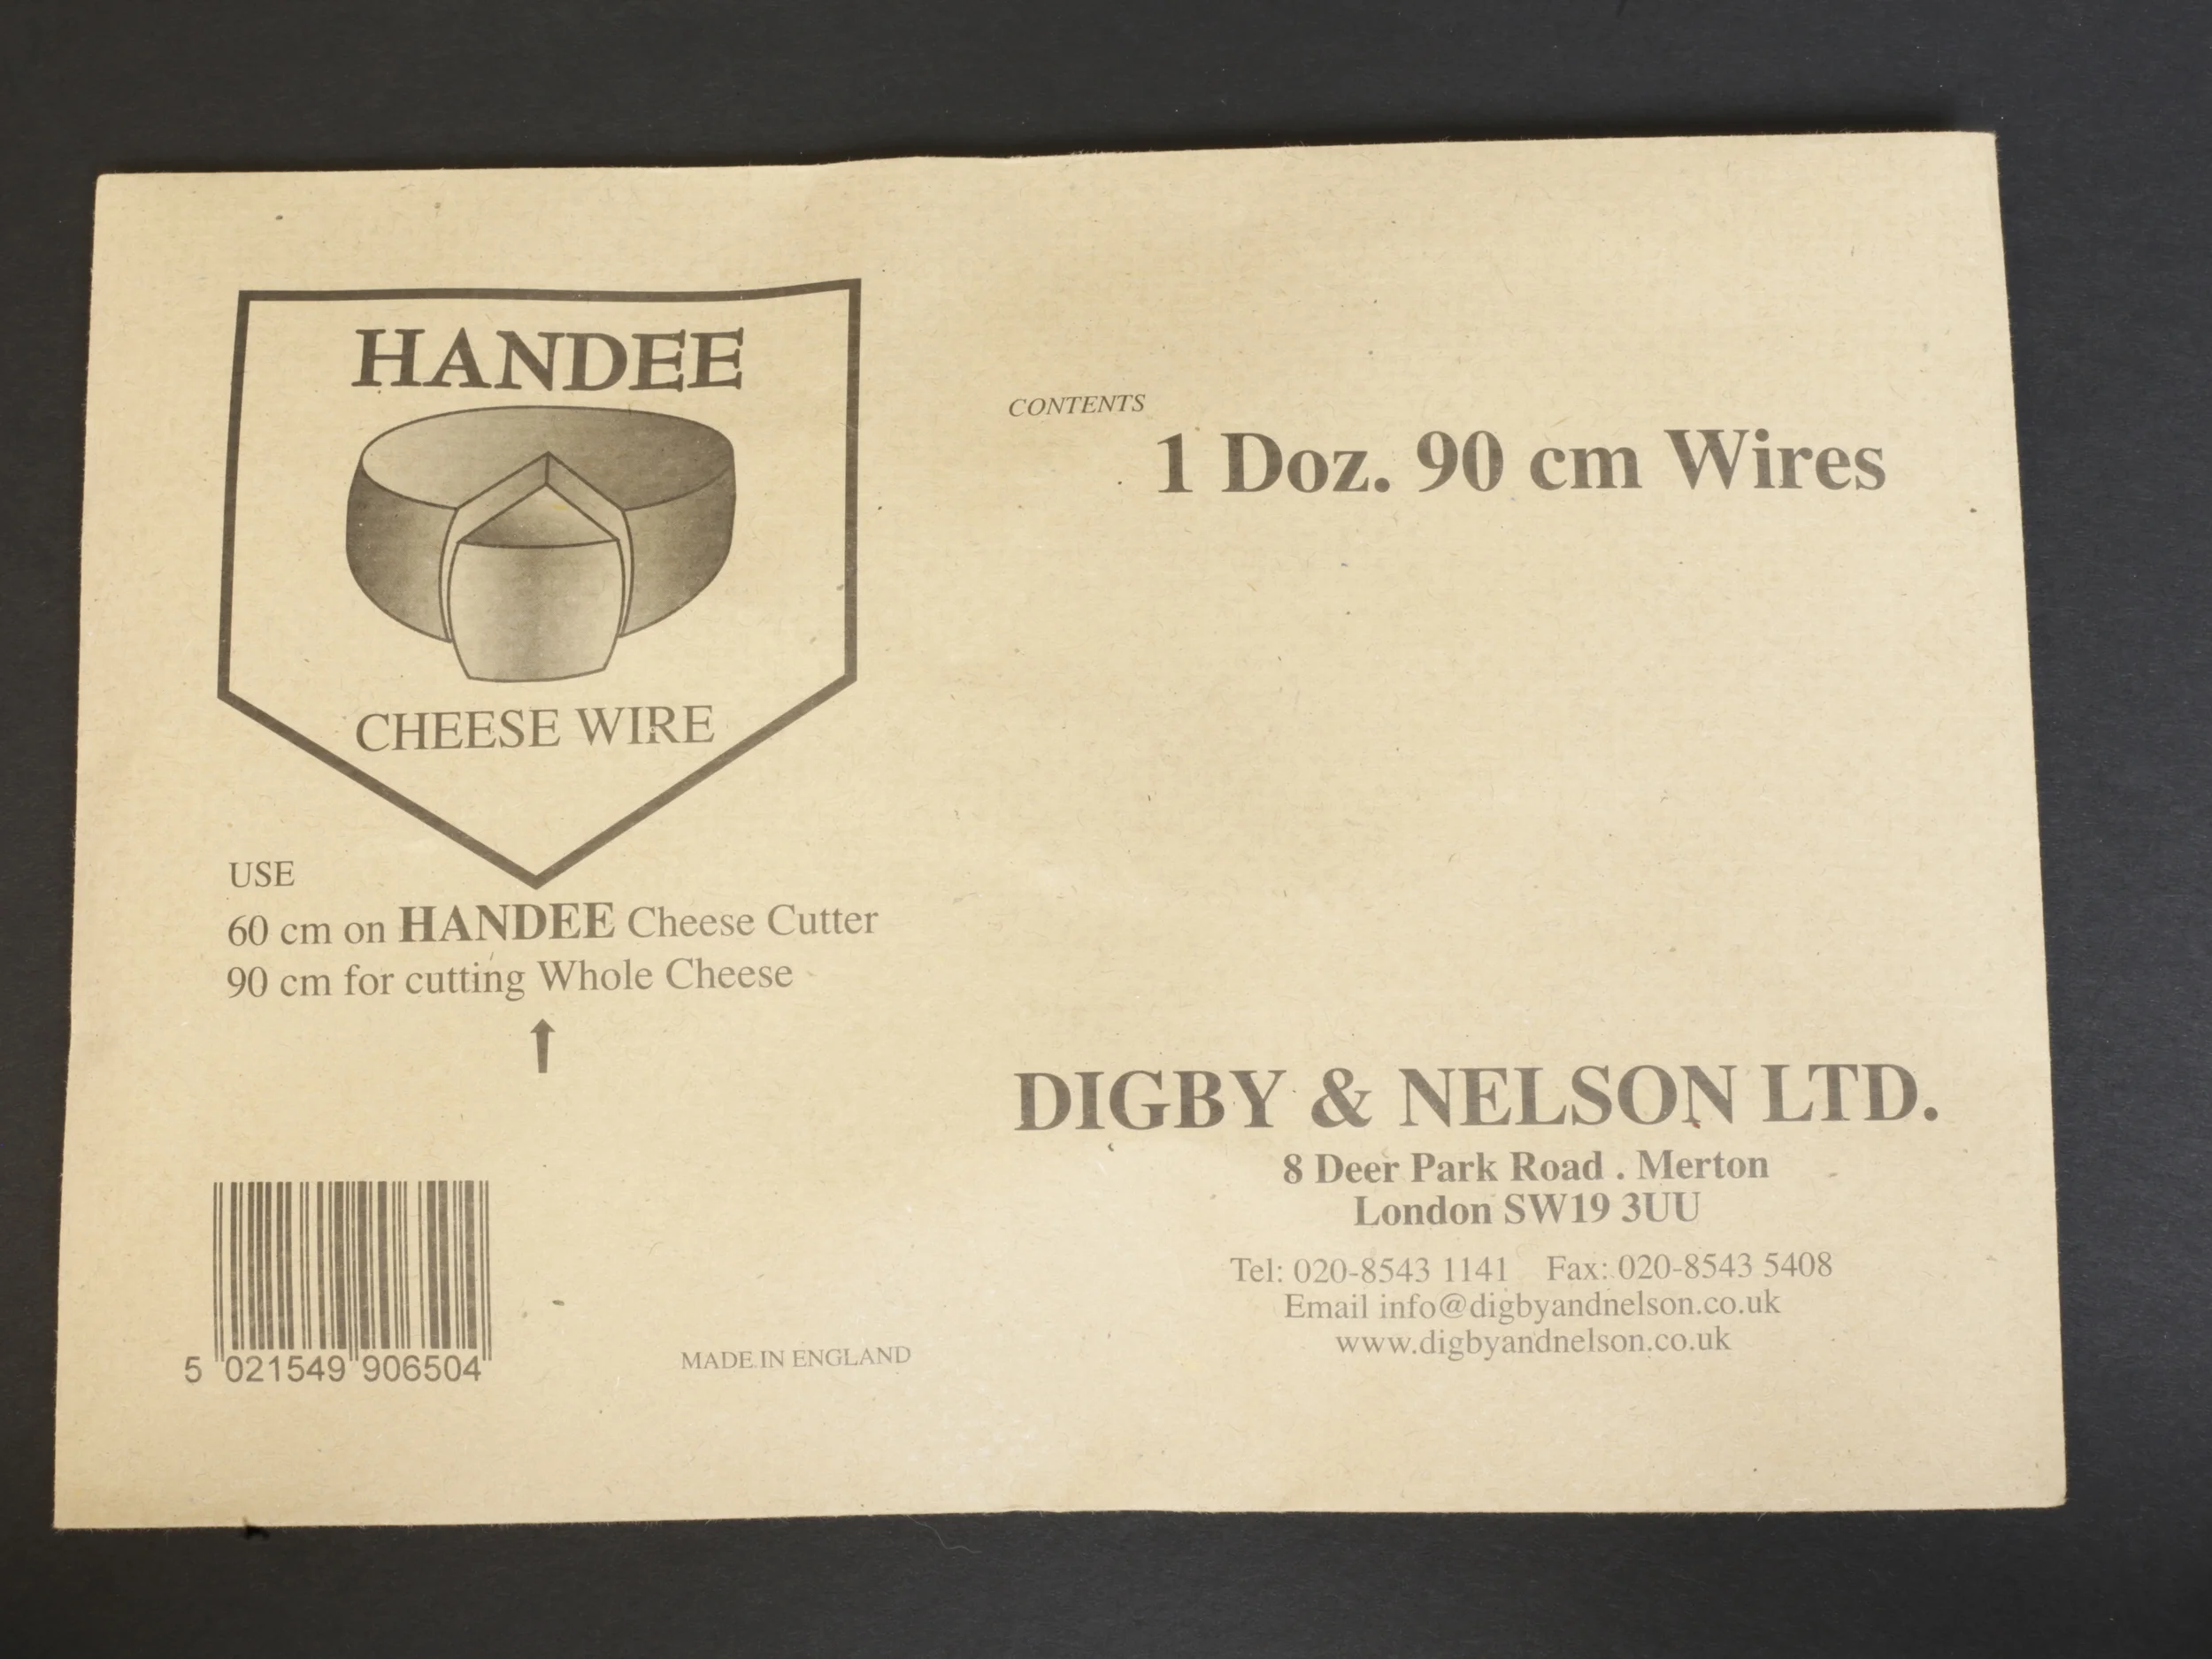 HANDEE
CHEESE WIRE
USE
60 cm on HANDEE Cheese Cutter
90 cm for cutting Whole Cheese
5 021549 906504
MADE IN ENGLAND
CONTENTS
1 Doz. 90 cm Wires
DIGBY & NELSON LTD.
8 Deer Park Road . Merton
London SW19 3UU
Tel: 020-8543 1141 Fax: 020-8543 5408
Email info@digbyandnelson.co.uk
www.digbyandnelson.co.uk